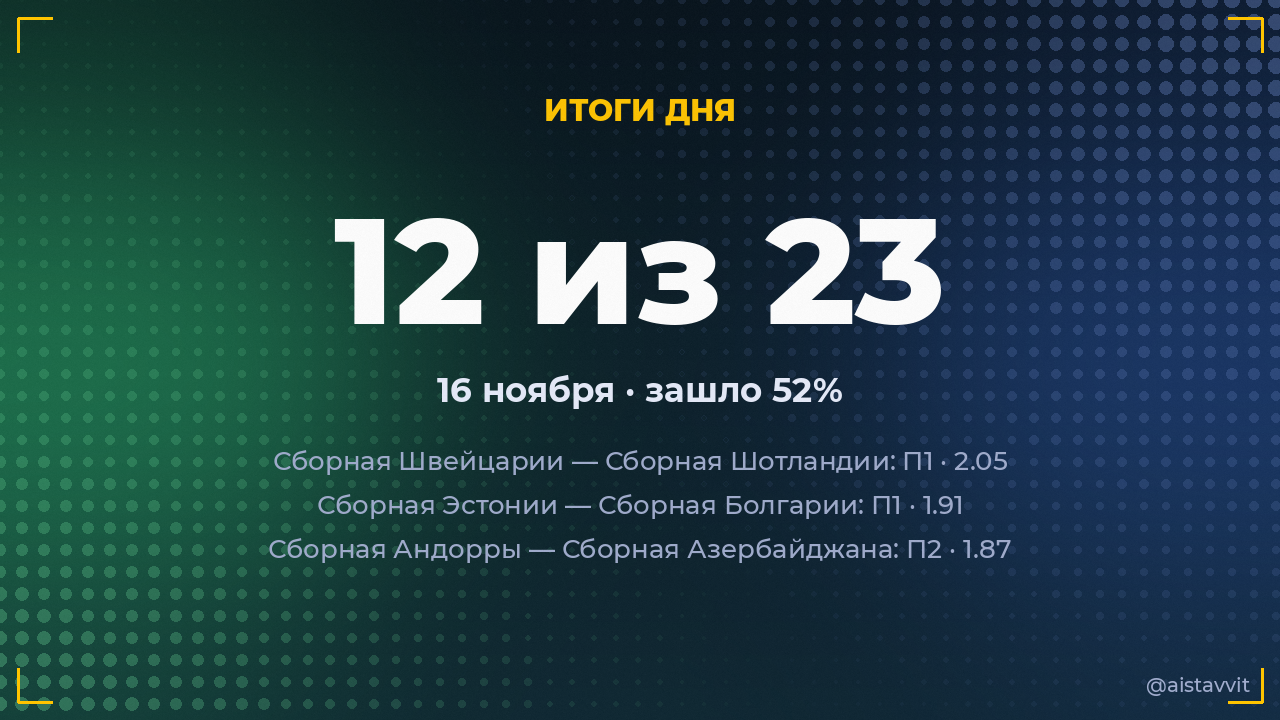 ИТОГИ ДНЯ
12 из 23
16 ноября · зашло 52%
Сборная Швейцарии — Сборная Шотландии: П1 · 2.05
Сборная Эстонии — Сборная Болгарии: П1 · 1.91
Сборная Андорры — Сборная Азербайджана: П2 · 1.87
@aistavvit